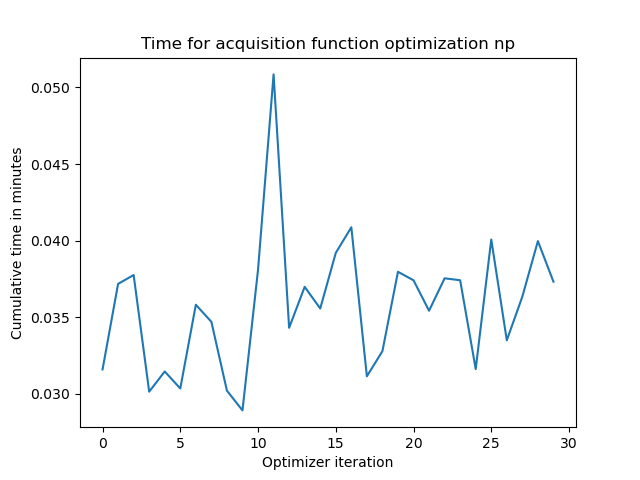 Time for acquisition function optimization np
0.050
0.045
0.040
0.035
0.030
Cumulative time in minutes
0 5 10 15 20 25 30
Optimizer iteration